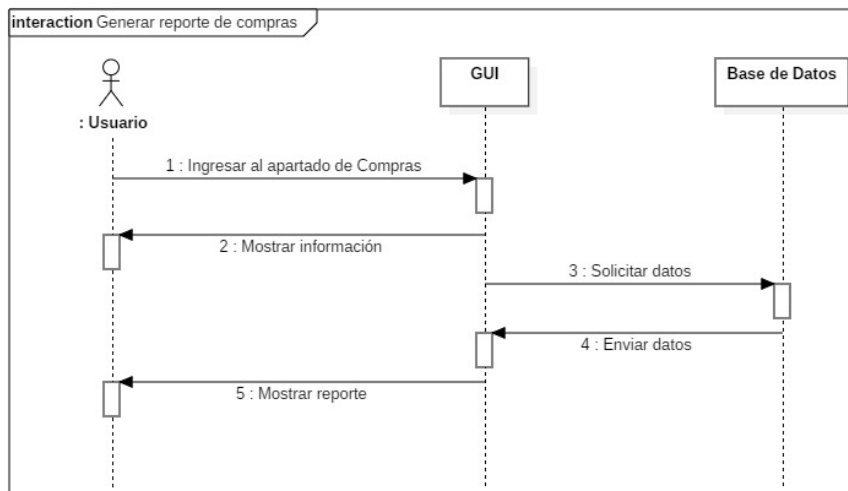 interaction Generar reporte de compras
GUI
Base de Datos
: Usuario
1 : Ingresar al apartado de Compras
2 : Mostrar información
3 : Solicitar datos
4 : Enviar datos
5 : Mostrar reporte